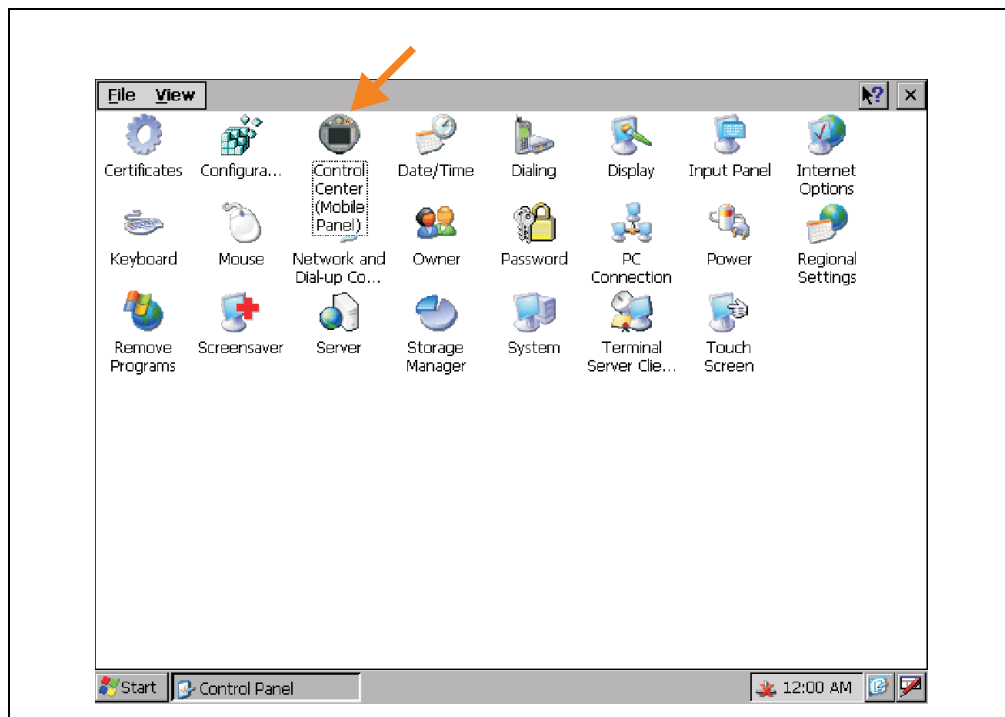 File View
?
×
Certificates Configura... Control Center (Mobile Panel) Date/Time Dialing Display Input Panel Internet Options
Keyboard Mouse Network and Dial-up Co... Owner Password PC Connection Power Regional Settings
Remove Programs Screensaver Server Storage Manager System Terminal Server Clie... Touch Screen
Start Control Panel 12:00 AM